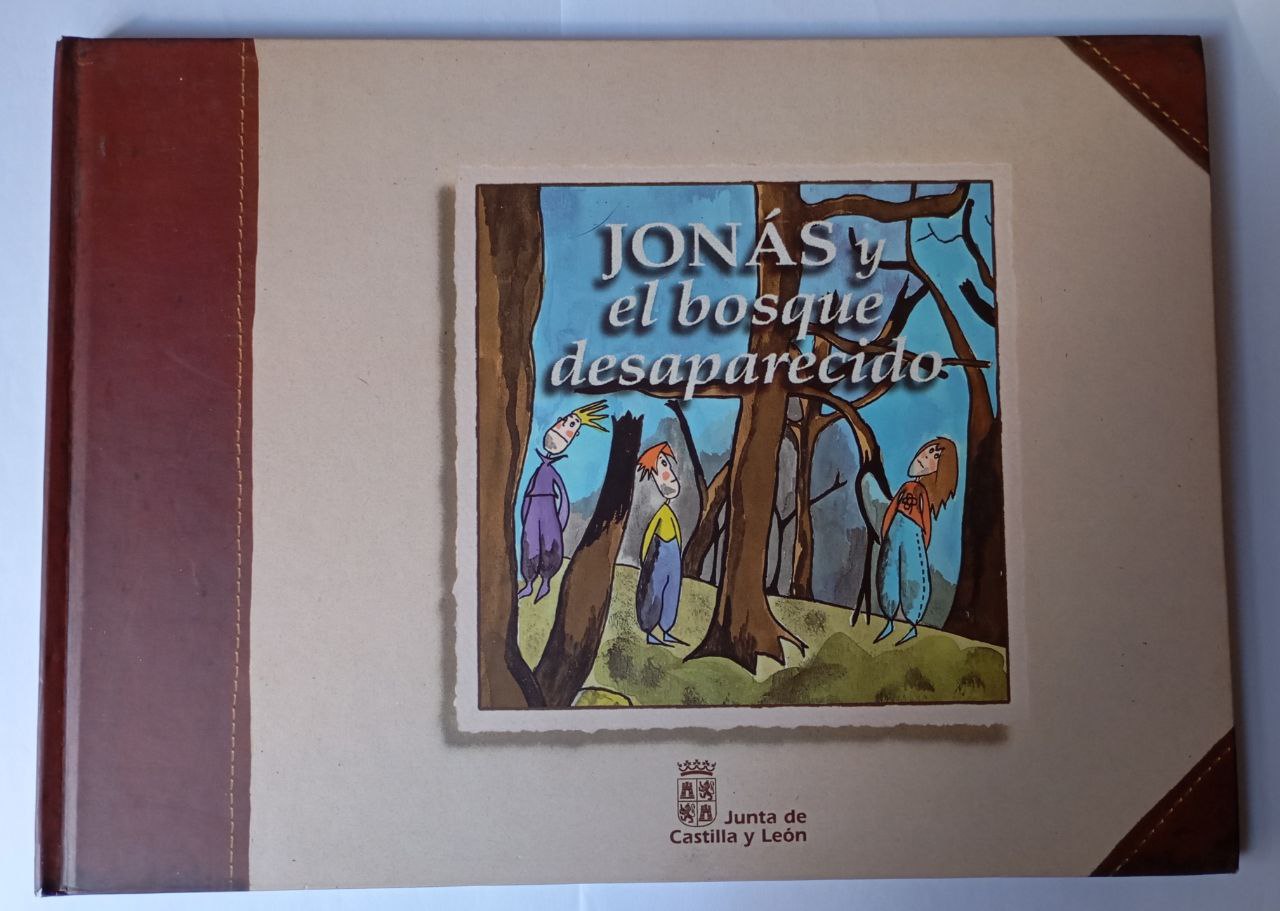 JONÁS y
el bosque
desaparecido
Junta de
Castilla y León